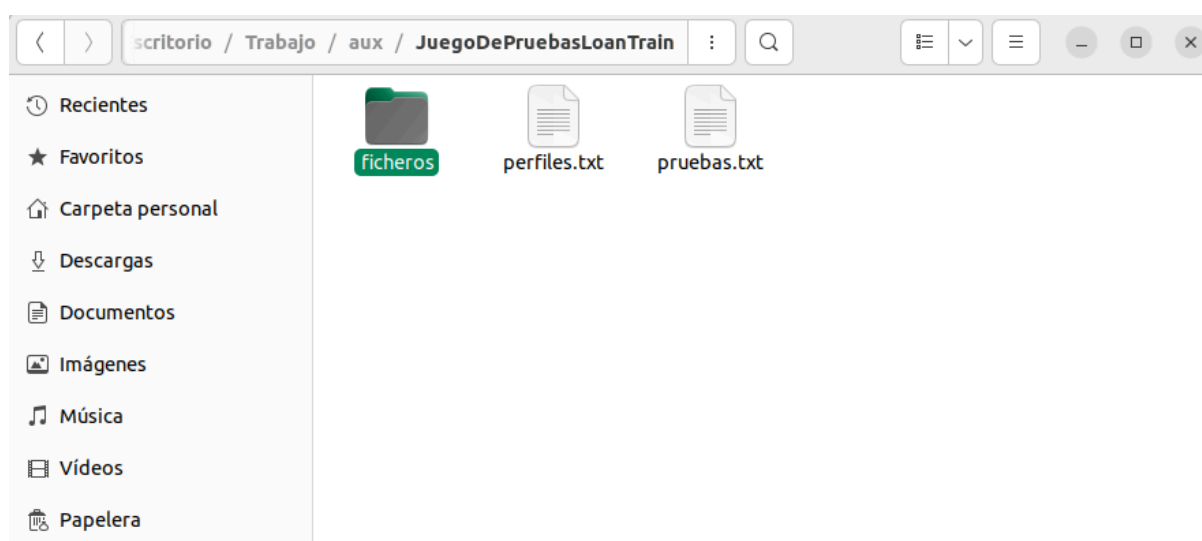 scritorio / Trabajo / aux / JuegoDePruebasLoanTrain
Recientes
Favoritos
Carpeta personal
Descargas
Documentos
Imágenes
Música
Vídeos
Papelera
ficheros
perfiles.txt
pruebas.txt